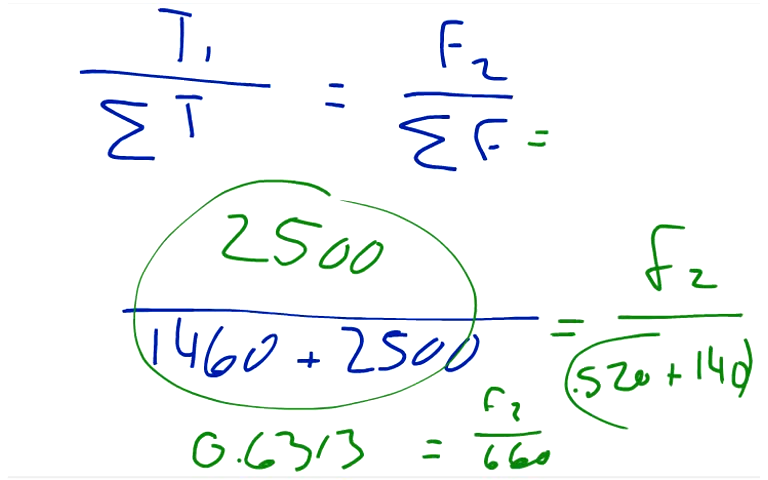 T₁ / ΣT = F₂ / ΣF =
2500 / 1460 + 2500 = F₂ / (.520 + 140)
0.6313 = F₂ / 660